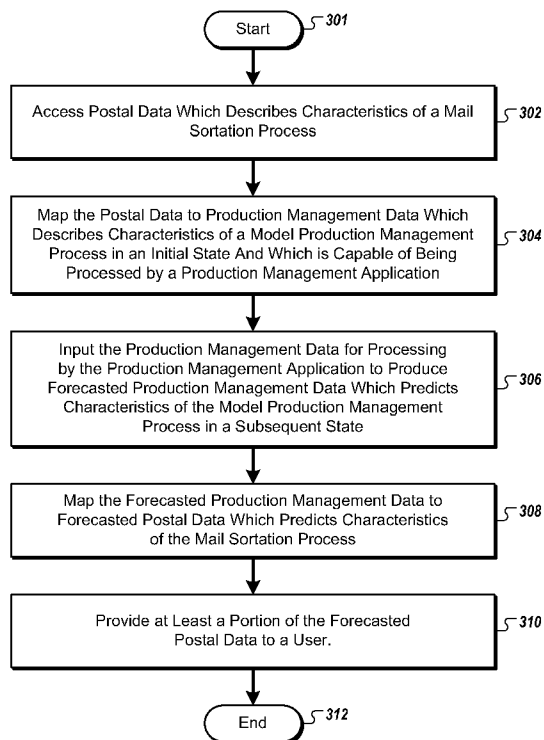 Start
301
Access Postal Data Which Describes Characteristics of a Mail
Sortation Process
302
Map the Postal Data to Production Management Data Which
Describes Characteristics of a Model Production Management
Process in an Initial State And Which is Capable of Being
Processed by a Production Management Application
304
Input the Production Management Data for Processing
by the Production Management Application to Produce
Forecasted Production Management Data Which Predicts
Characteristics of the Model Production Management
Process in a Subsequent State
306
Map the Forecasted Production Management Data to
Forecasted Postal Data Which Predicts Characteristics
of the Mail Sortation Process
308
Provide at Least a Portion of the Forecasted
Postal Data to a User.
310
End
312